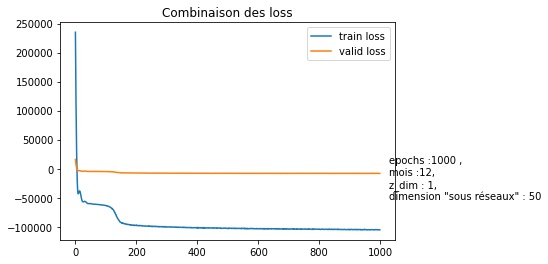 Combinaison des loss
250000
200000
150000
100000
50000
0
−50000
−100000
0
200
400
600
800
1000
train loss
valid loss
epochs :1000 ,
mois :12,
z_dim : 1,
dimension "sous réseaux" : 50